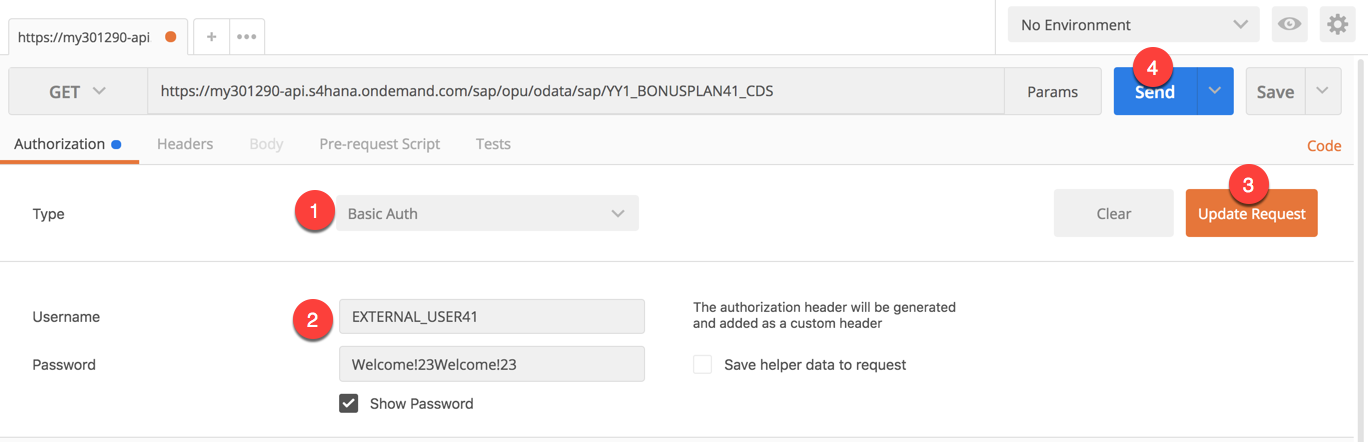 https://my301290-api
+
•••
No Environment
GET
https://my301290-api.s4hana.ondemand.com/sap/opu/odata/sap/YY1_BONUSPLAN41_CDS
Params
4
Send
Save
Authorization
Headers
Body
Pre-request Script
Tests
Code
Type
1
Basic Auth
Clear
3
Update Request
Username
2
EXTERNAL_USER41
The authorization header will be generated
and added as a custom header
Password
Welcome!23Welcome!23
Save helper data to request
Show Password